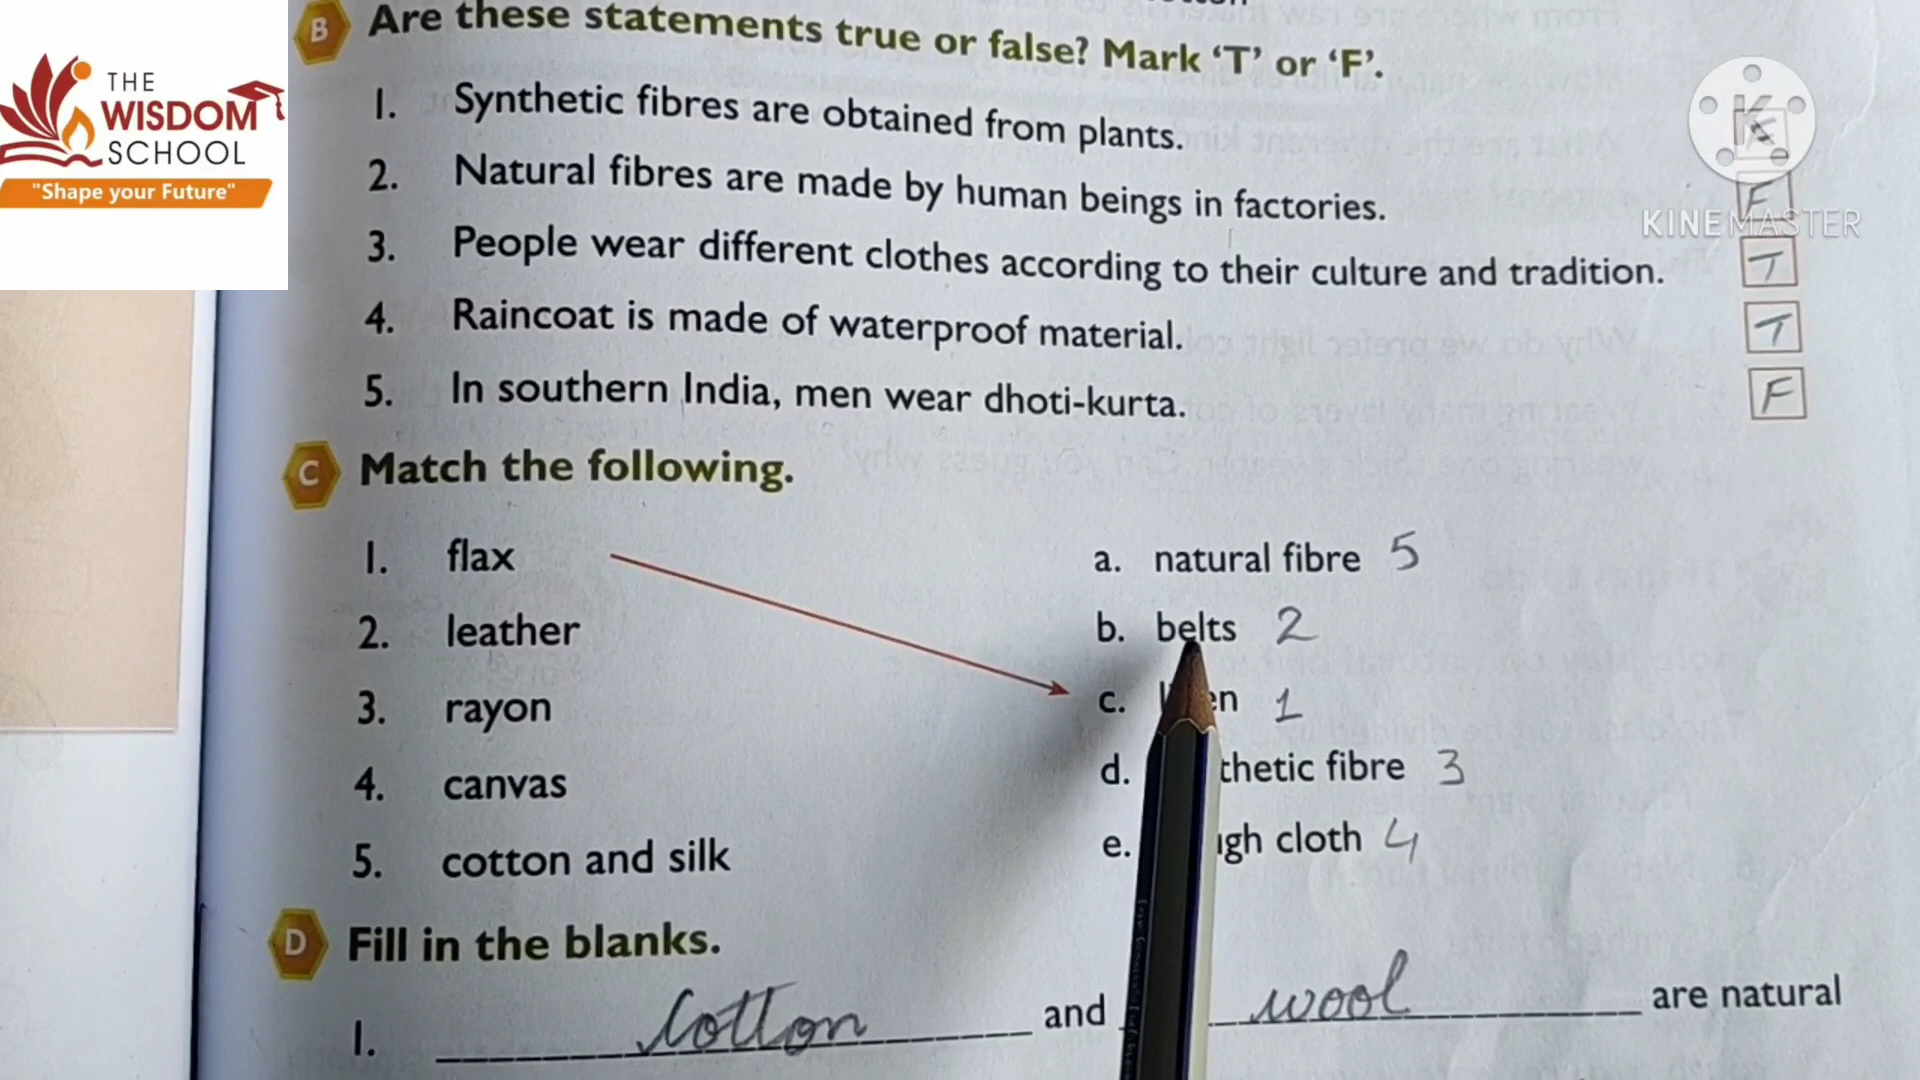 THE
WISDOM
SCHOOL
"Shape your Future"
KINEMASTER
B Are these statements true or false? Mark 'T' or 'F'.
1. Synthetic fibres are obtained from plants. F
2. Natural fibres are made by human beings in factories. F
3. People wear different clothes according to their culture and tradition. T
4. Raincoat is made of waterproof material. T
5. In southern India, men wear dhoti-kurta. F
C Match the following.
1. flax a. natural fibre 5
2. leather b. belts 2
3. rayon c. 1
4. canvas d. thetic fibre 3
5. cotton and silk e. cloth 4
D Fill in the blanks.
1. cotton and wool are natural